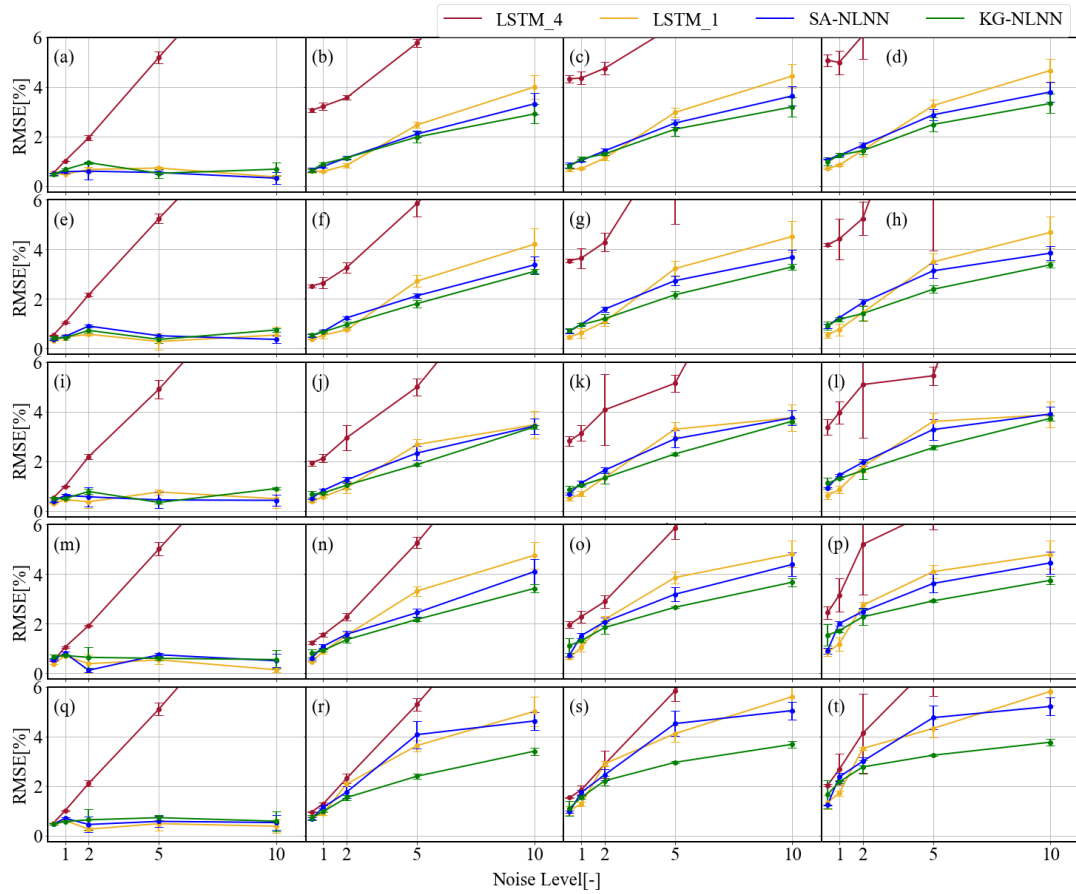 LSTM_4 LSTM_1 SA-NLNN KG-NLNN
6 (a) (b) (c) (d)
4
2
0
RMSE[%]
6 (e) (f) (g) (h)
4
2
0
RMSE[%]
6 (i) (j) (k) (l)
4
2
0
RMSE[%]
6 (m) (n) (o) (p)
4
2
0
RMSE[%]
6 (q) (r) (s) (t)
4
2
0
RMSE[%]
1 2 5 10 1 2 5 10 1 2 5 10 1 2 5 10
Noise Level[-]